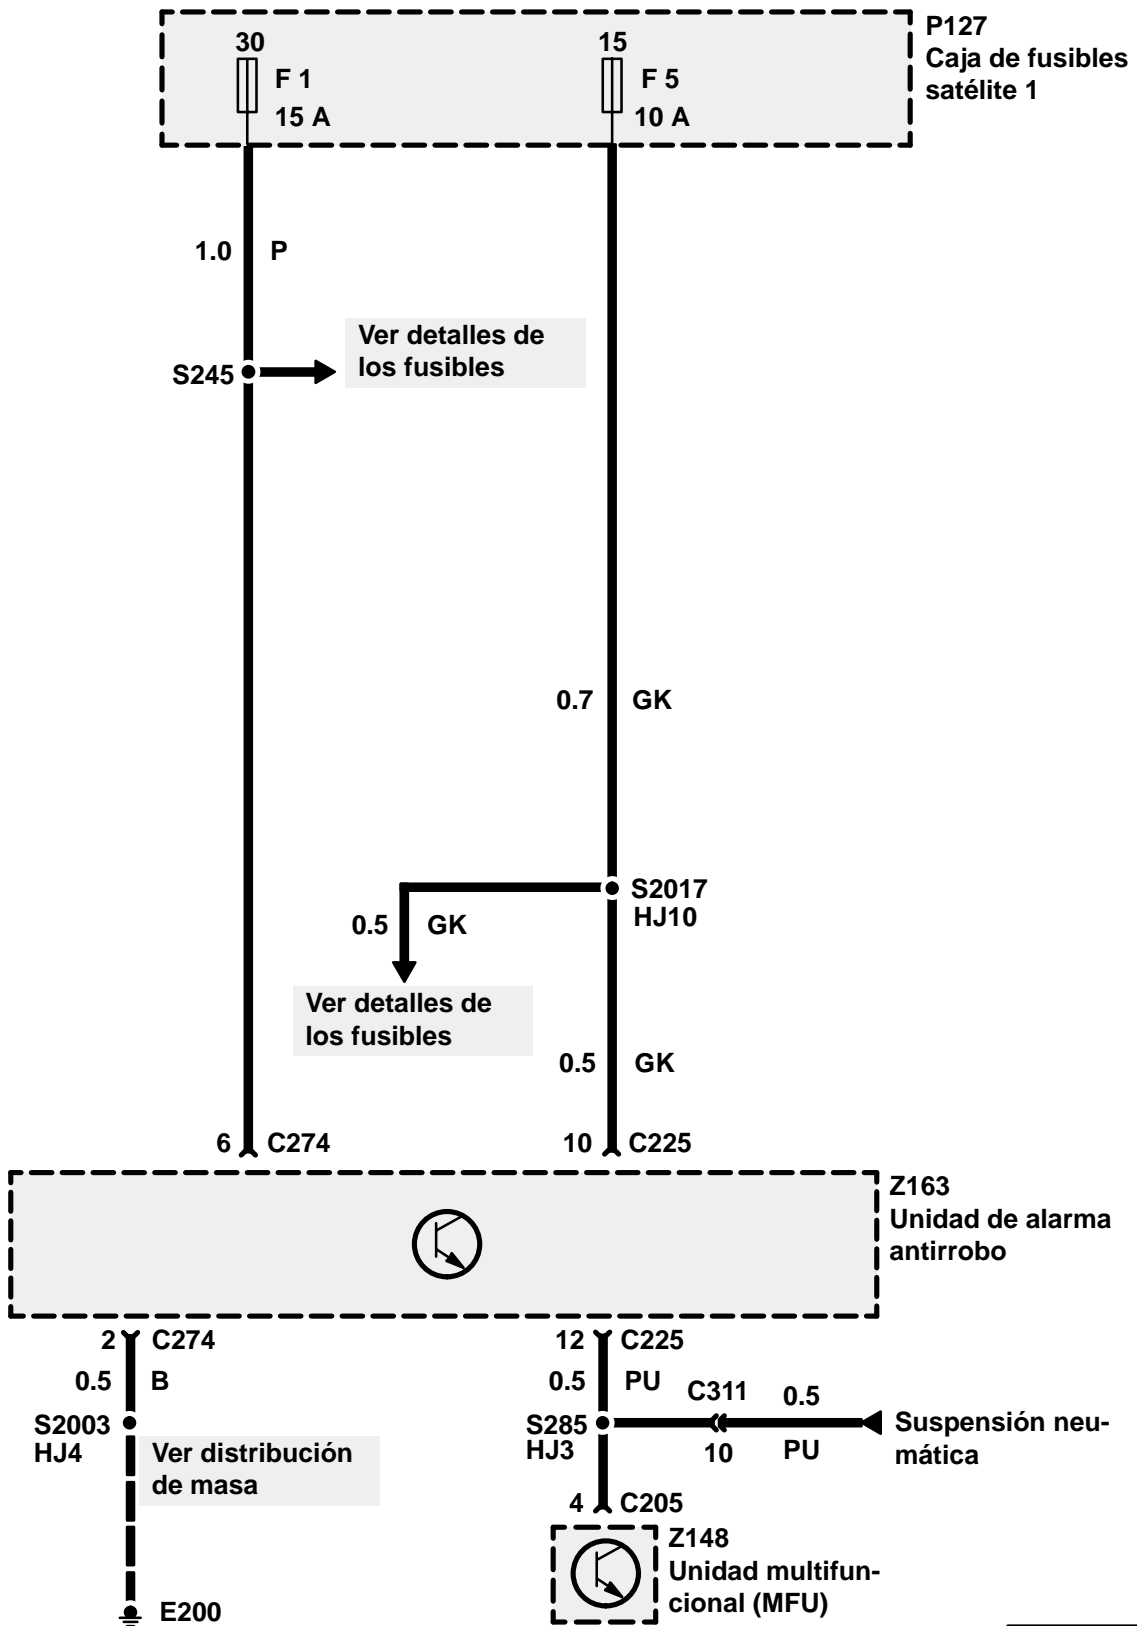 P127
Caja de fusibles
satélite 1
30
15
F 1
F 5
15 A
10 A
1.0 P
Ver detalles de
los fusibles
S245
0.7 GK
S2017
HJ10
0.5 GK
Ver detalles de
los fusibles
0.5 GK
6 C274
10 C225
Z163
Unidad de alarma
antirrobo
2 C274
12 C225
0.5 B
0.5 PU
C311
0.5
S2003
HJ4
S285
HJ3
10
PU
Suspensión neu-
mática
Ver distribución
de masa
4 C205
Z148
Unidad multifun-
cional (MFU)
E200